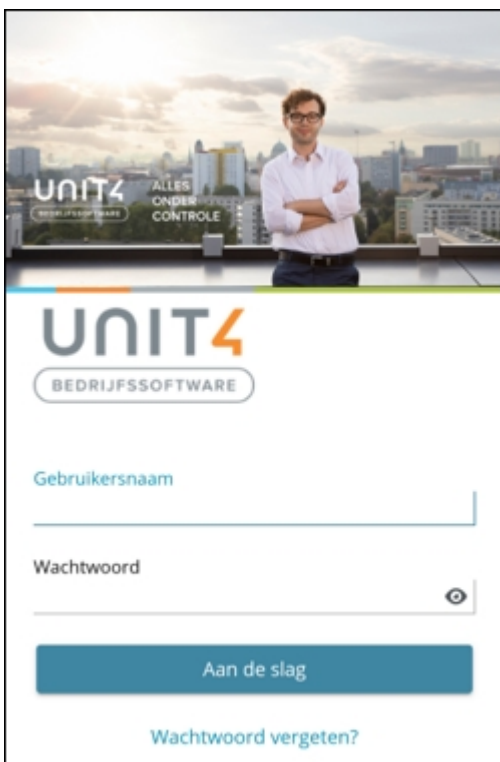 UNIT4
BEDRIJFSSOFTWARE
ALLES
ONDER
CONTROLE
UNIT4
BEDRIJFSSOFTWARE
Gebruikersnaam
Wachtwoord
Aan de slag
Wachtwoord vergeten?